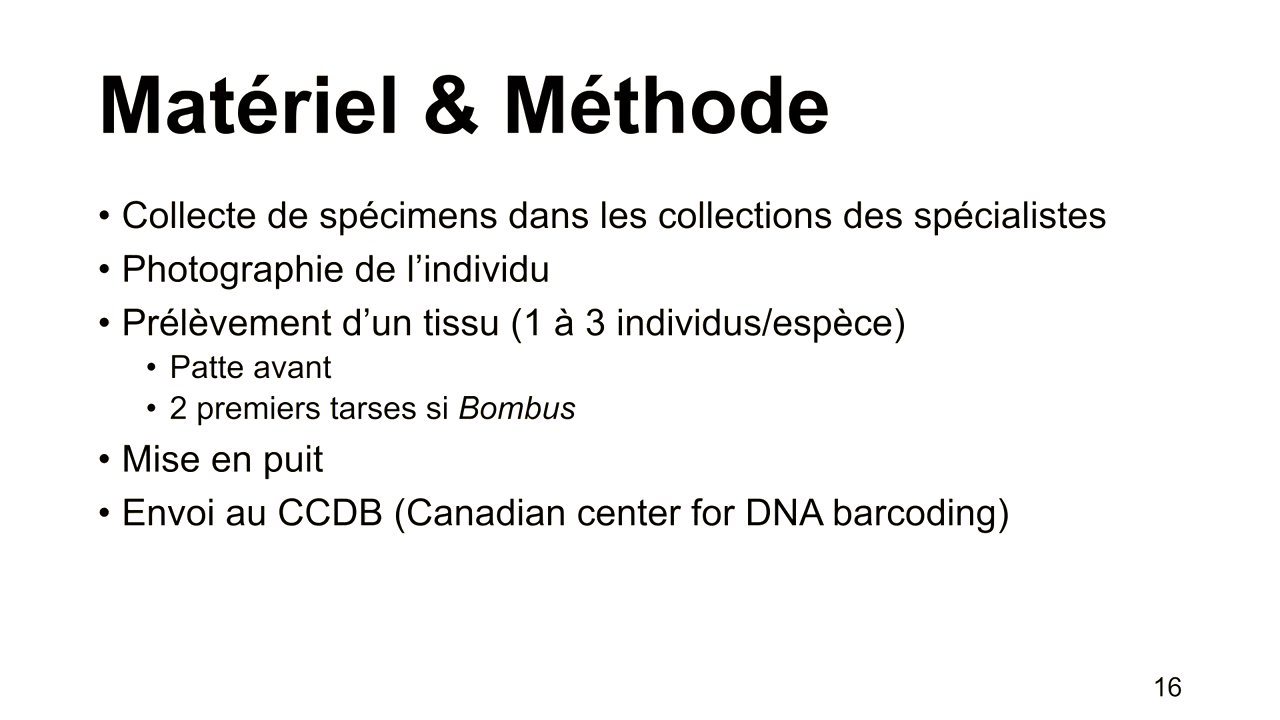 Matériel & Méthode
• Collecte de spécimens dans les collections des spécialistes
• Photographie de l’individu
• Prélèvement d’un tissu (1 à 3 individus/espèce)
• Patte avant
• 2 premiers tarses si Bombus
• Mise en puit
• Envoi au CCDB (Canadian center for DNA barcoding)
16